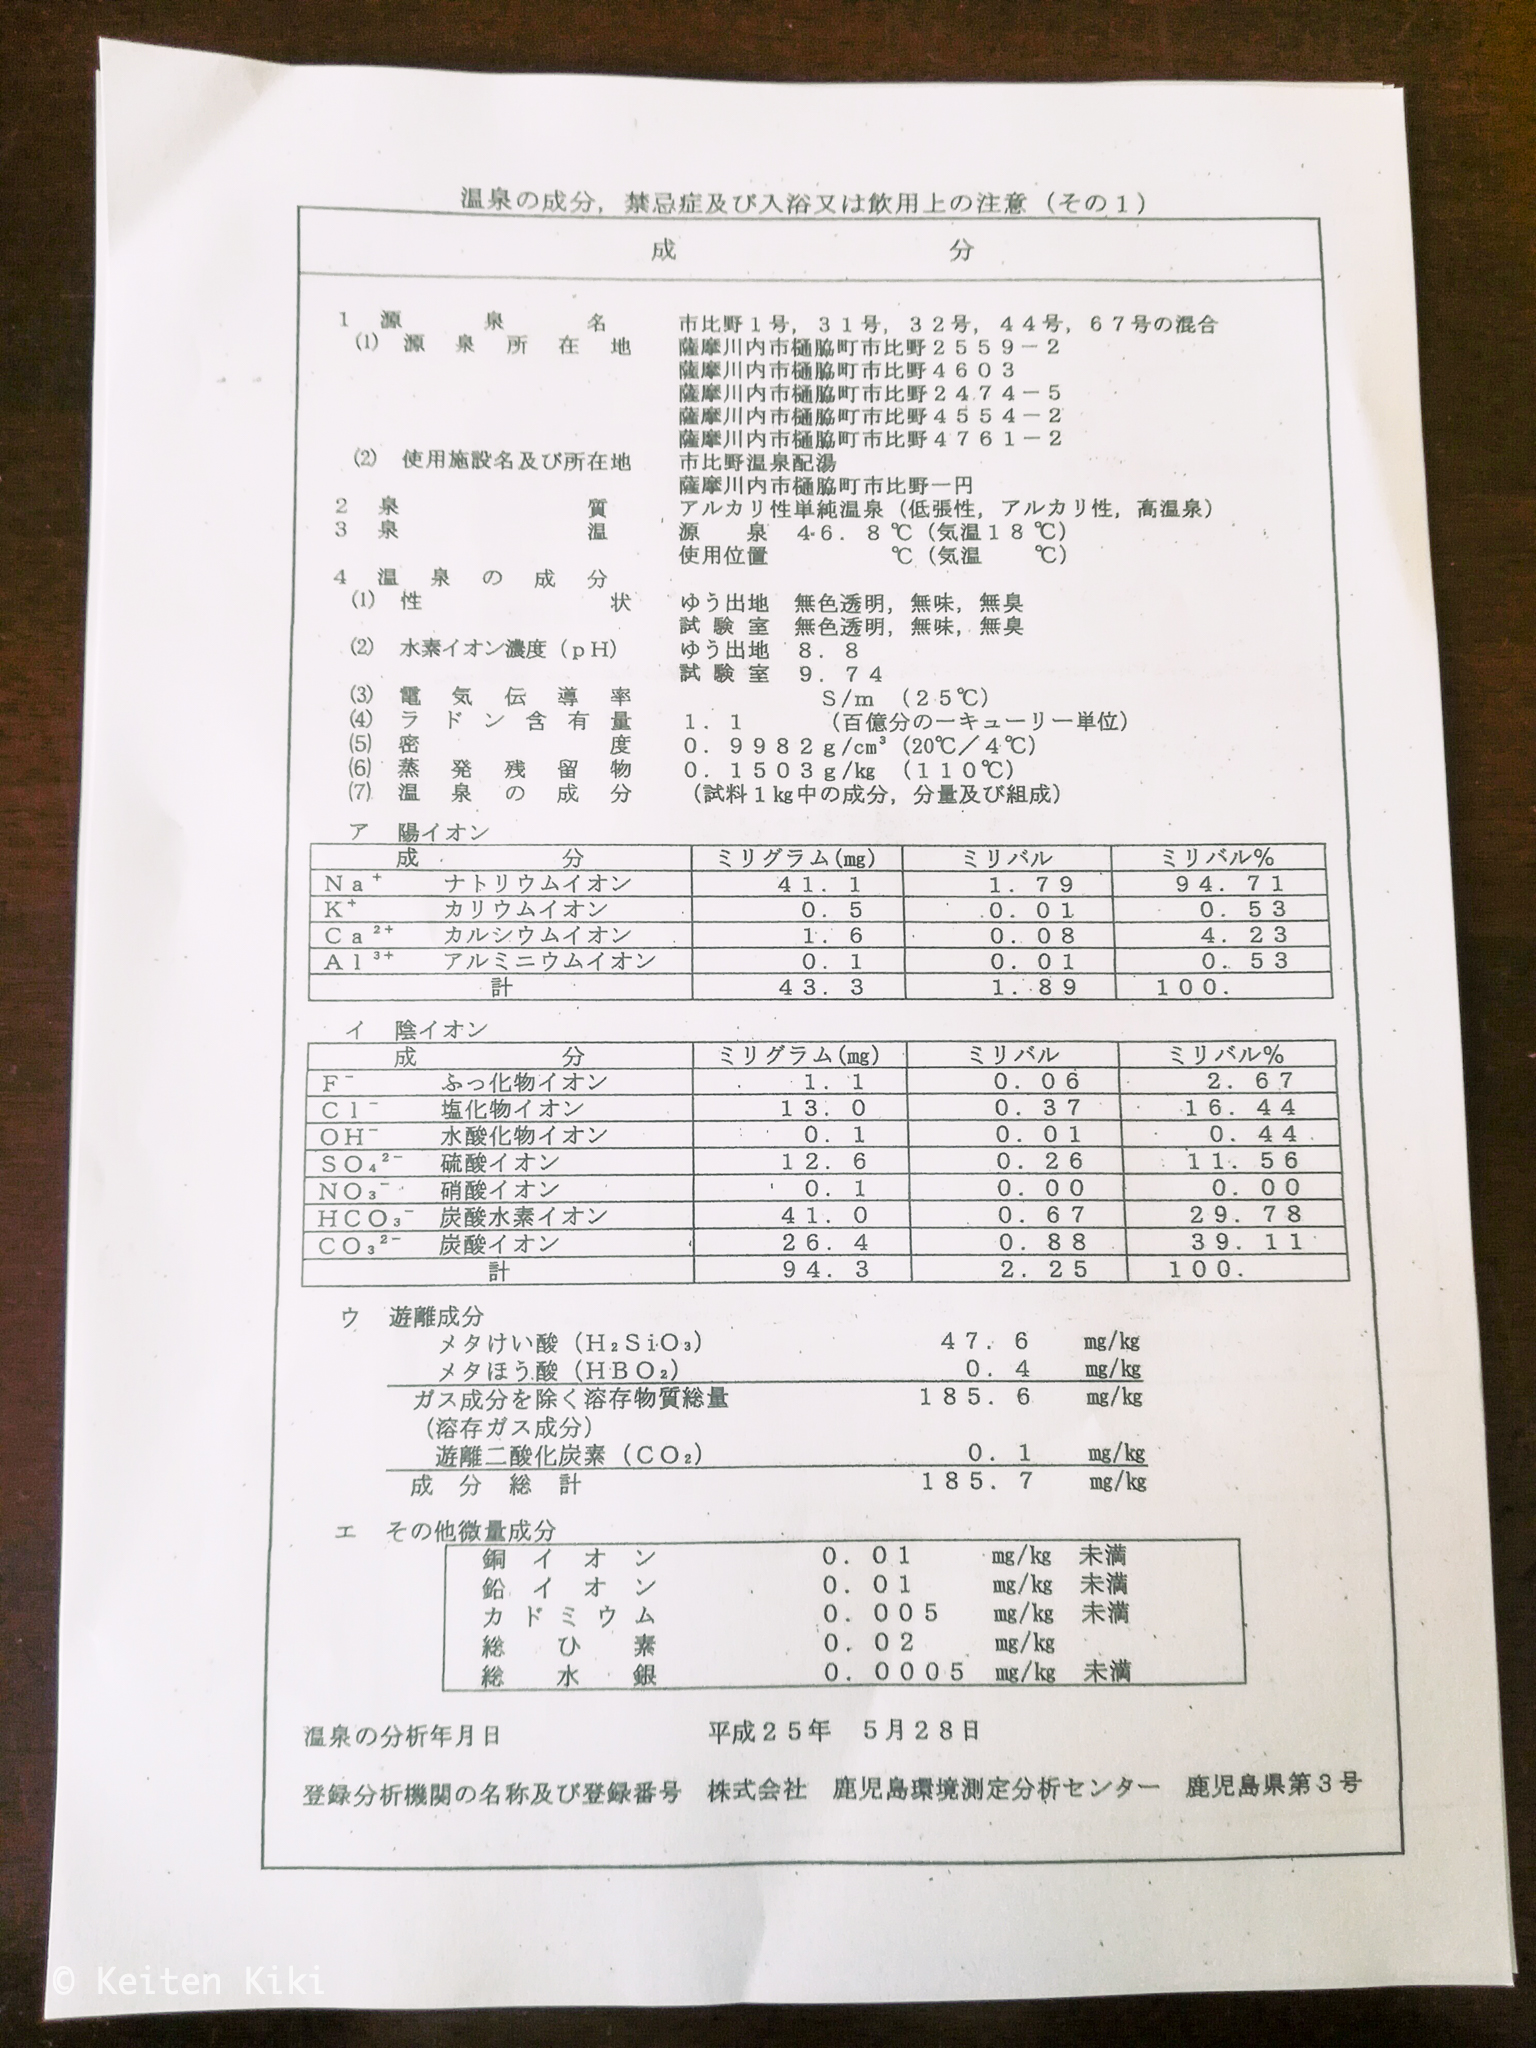 温泉の成分，禁忌症及び入浴又は飲用上の注意（その１）
成　分
１　源泉名　市比野１号，３１号，３２号，４４号，６７号の混合
⑴　源泉所在地　薩摩川内市樋脇町市比野２５５９－２
薩摩川内市樋脇町市比野４６０３
薩摩川内市樋脇町市比野２４７４－５
薩摩川内市樋脇町市比野４５５４－２
薩摩川内市樋脇町市比野４７６１－２
⑵　使用施設名及び所在地　市比野温泉配湯
薩摩川内市樋脇町市比野一円
２　泉質　アルカリ性単純温泉（低張性，アルカリ性，高温泉）
３　泉温　源泉　４６．８℃（気温１８℃）
使用位置　℃（気温　℃）
４　温泉の成分
⑴　性状　ゆう出地　無色透明，無味，無臭
試験室　無色透明，無味，無臭
⑵　水素イオン濃度（ｐＨ）　ゆう出地　８．８
試験室　９．７４
⑶　電気伝導率　Ｓ/ｍ　（２５℃）
⑷　ラドン含有量　１．１　（百億分の一キューリー単位）
⑸　密度　０．９９８２ｇ/cm³（20℃／４℃）
⑹　蒸発残留物　０．１５０３ｇ/kg　（１１０℃）
⑺　温泉の成分　（試料１kg中の成分，分量及び組成）
ア　陽イオン
成分　ミリグラム(mg)　ミリバル　ミリバル％
Ｎａ⁺　ナトリウムイオン　４１．１　１．７９　９４．７１
Ｋ⁺　カリウムイオン　０．５　０．０１　０．５３
Ｃａ²⁺　カルシウムイオン　１．６　０．０８　４．２３
Ａｌ³⁺　アルミニウムイオン　０．１　０．０１　０．５３
計　４３．３　１．８９　１００．
イ　陰イオン
成分　ミリグラム(mg)　ミリバル　ミリバル％
Ｆ⁻　ふっ化物イオン　１．１　０．０６　２．６７
Ｃｌ⁻　塩化物イオン　１３．０　０．３７　１６．４４
ＯＨ⁻　水酸化物イオン　０．１　０．０１　０．４４
ＳＯ₄²⁻　硫酸イオン　１２．６　０．２６　１１．５６
ＮＯ₃⁻　硝酸イオン　０．１　０．００　０．００
ＨＣＯ₃⁻　炭酸水素イオン　４１．０　０．６７　２９．７８
ＣＯ₃²⁻　炭酸イオン　２６．４　０．８８　３９．１１
計　９４．３　２．２５　１００．
ウ　遊離成分
メタけい酸（Ｈ₂ＳｉＯ₃）　４７．６　mg/kg
メタほう酸（ＨＢＯ₂）　０．４　mg/kg
ガス成分を除く溶存物質総量　１８５．６　mg/kg
（溶存ガス成分）
遊離二酸化炭素（ＣＯ₂）　０．１　mg/kg
成分総計　１８５．７　mg/kg
エ　その他微量成分
銅イオン　０．０１　mg/kg　未満
鉛イオン　０．０１　mg/kg　未満
カドミウム　０．００５　mg/kg　未満
総ひ素　０．０２　mg/kg
総水銀　０．０００５　mg/kg　未満
温泉の分析年月日　平成２５年　５月２８日
登録分析機関の名称及び登録番号　株式会社　鹿児島環境測定分析センター　鹿児島県第３号
© Keiten Kiki